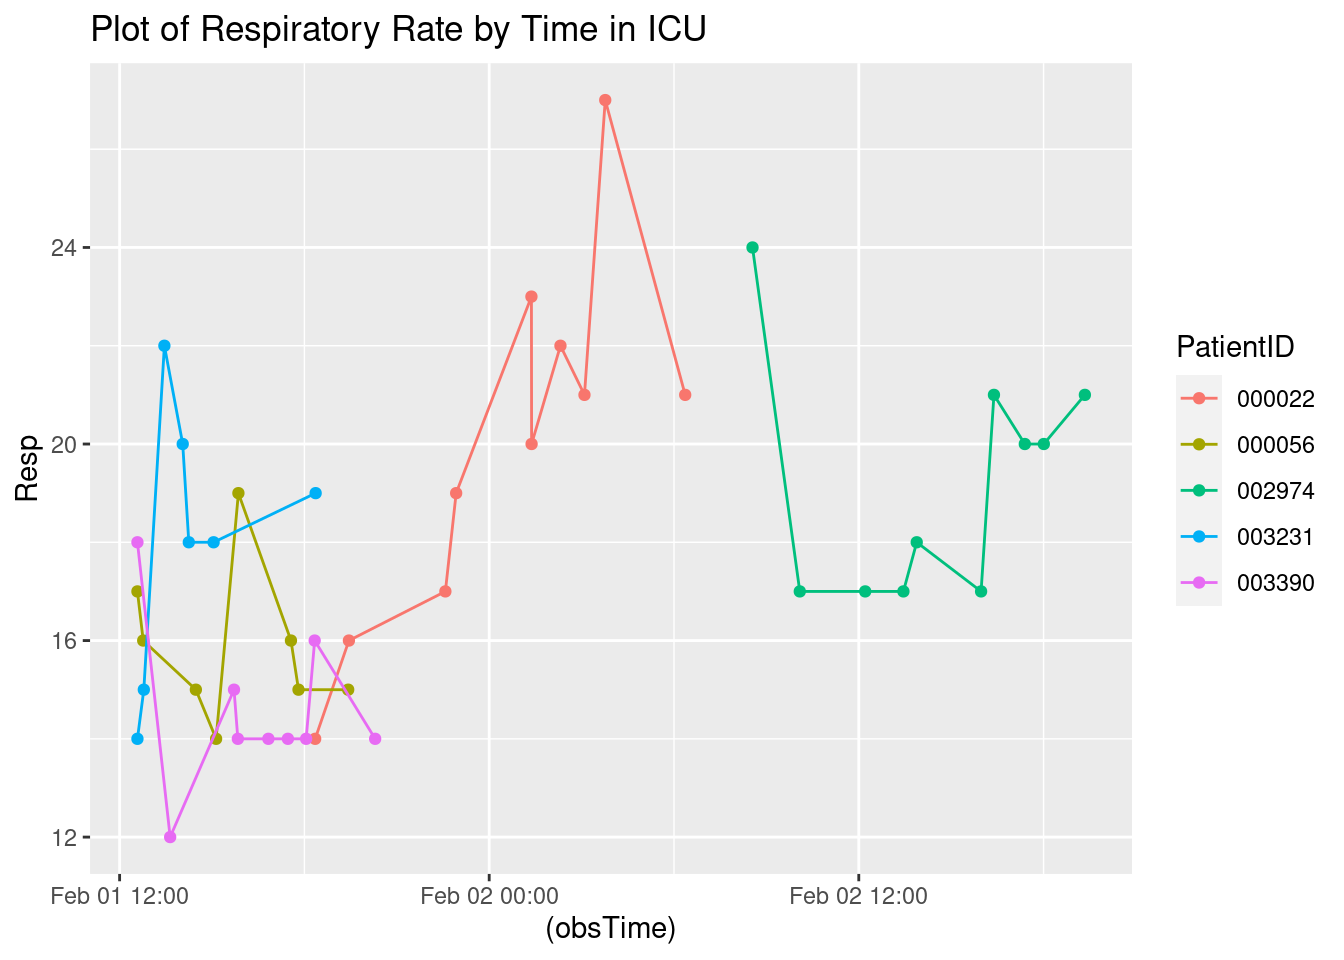 Plot of Respiratory Rate by Time in ICU
Resp
24
20
16
12
Feb 01 12:00
Feb 02 00:00
Feb 02 12:00
(obsTime)
PatientID
000022
000056
002974
003231
003390